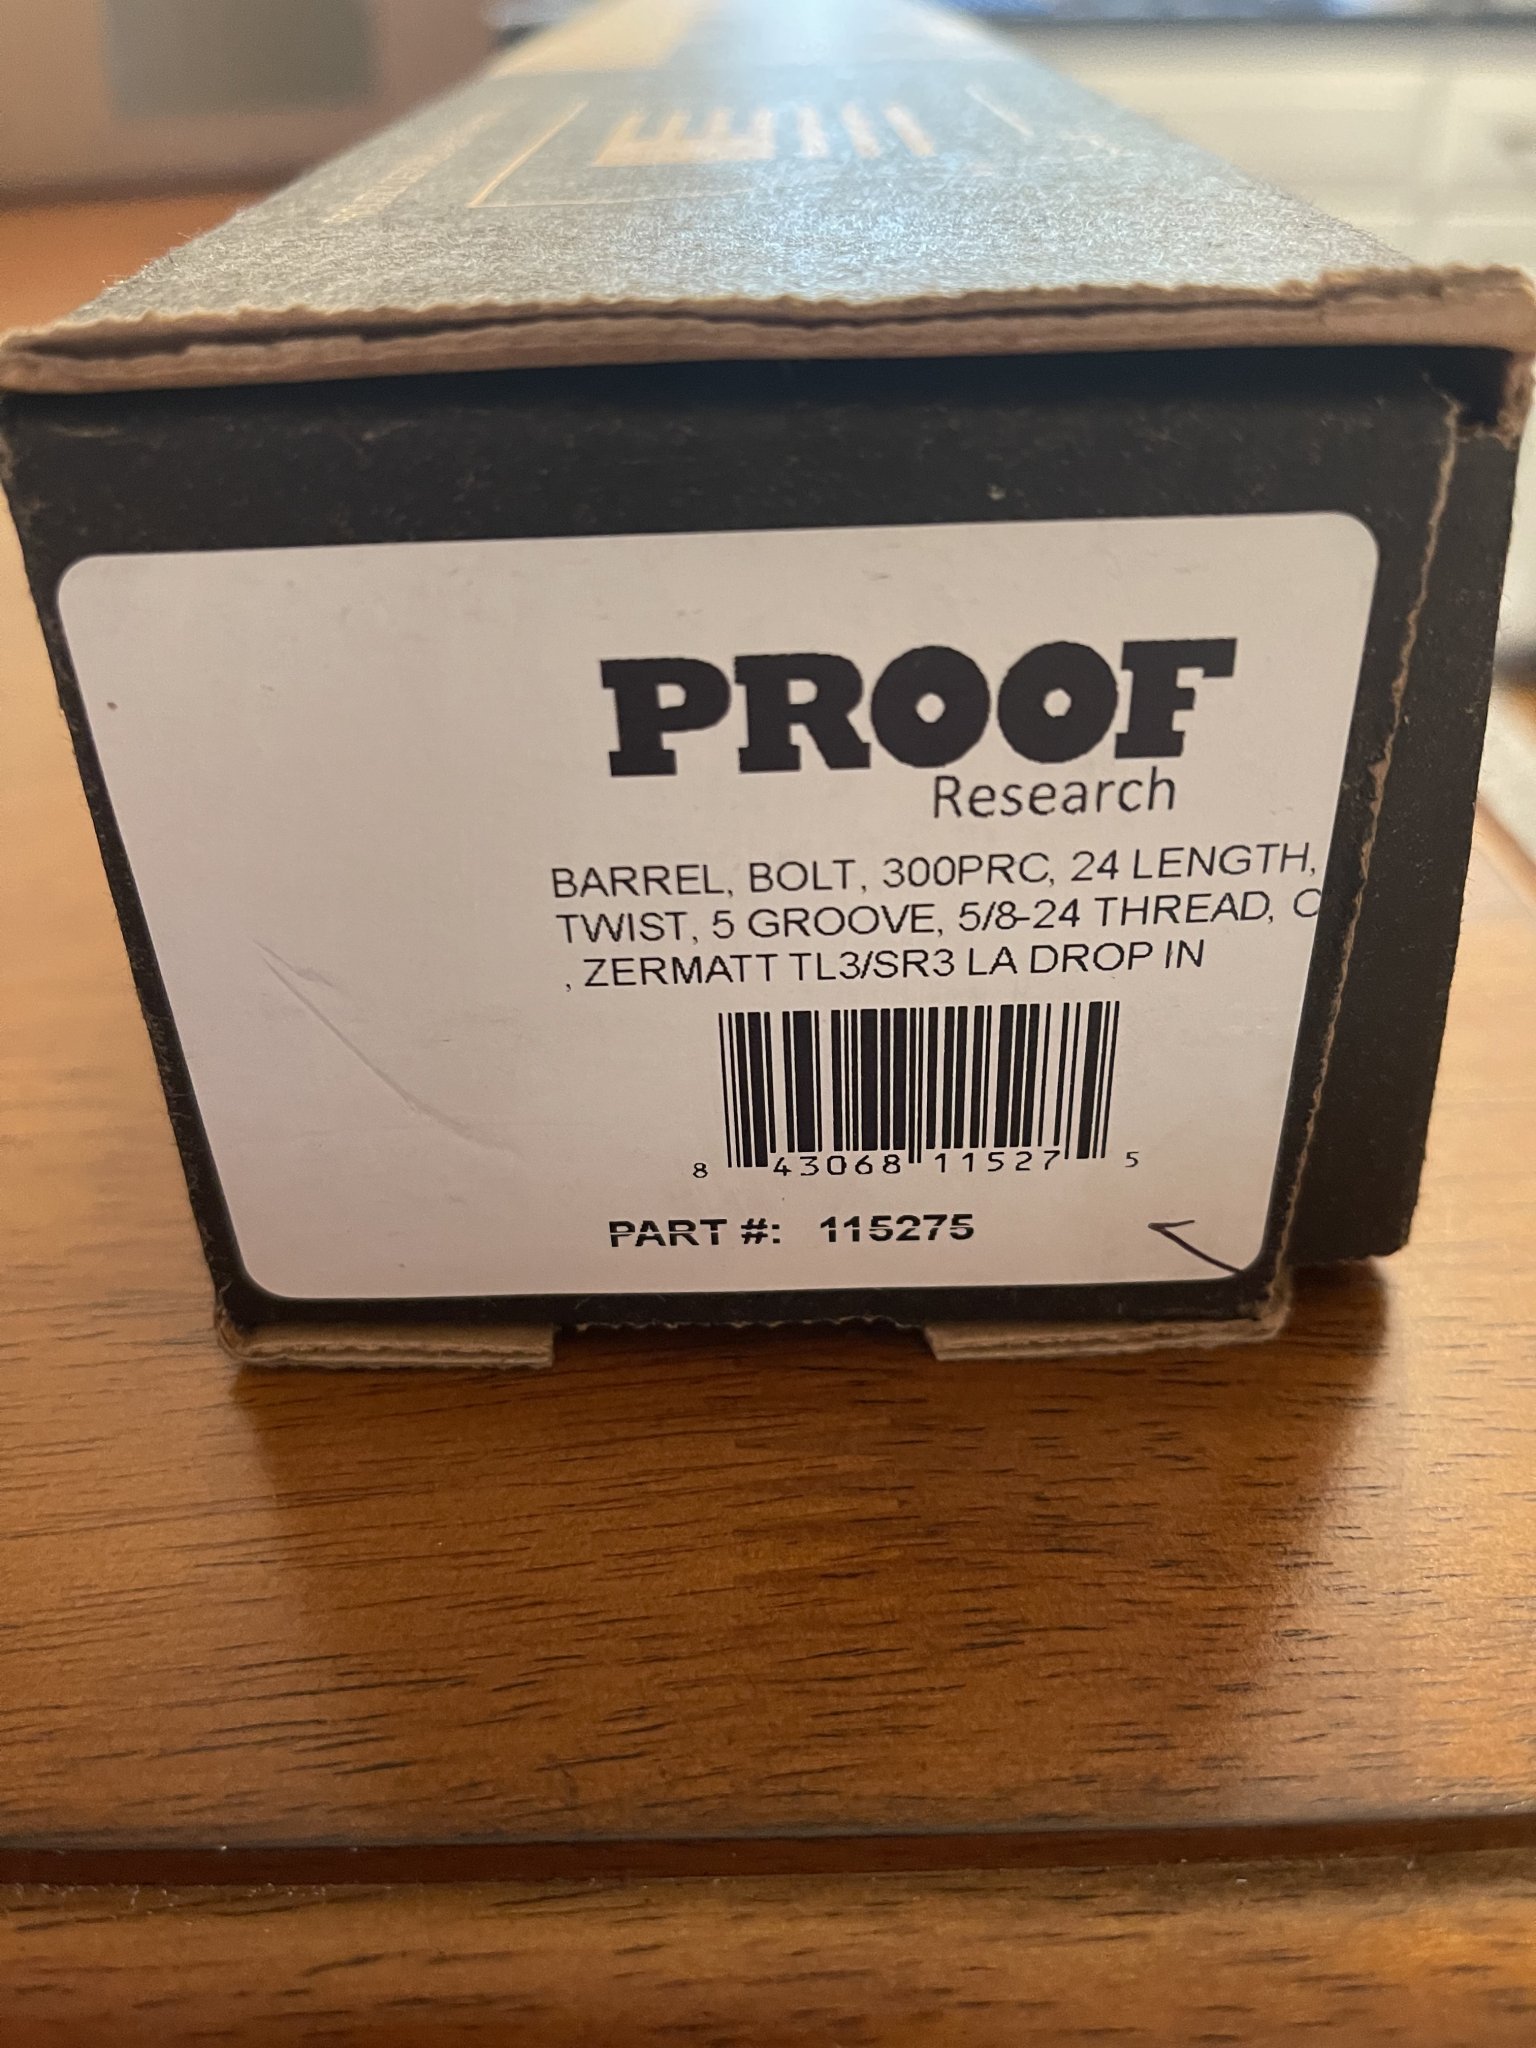 PROOF
Research
BARREL, BOLT, 300PRC, 24 LENGTH,
TWIST, 5 GROOVE, 5/8-24 THREAD, C
, ZERMATT TL3/SR3 LA DROP IN
8 43068 11527 5
PART #: 115275